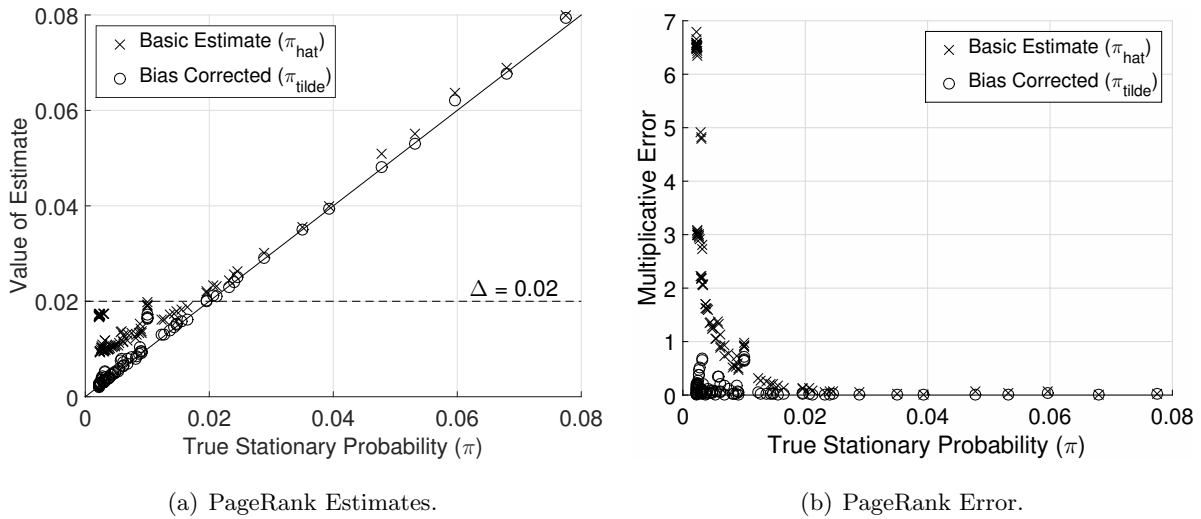 0.08
0.06
0.04
0.02
0
0
0.02
0.04
0.06
0.08
Value of Estimate
True Stationary Probability (π)
Basic Estimate (π_hat)
Bias Corrected (π_tilde)
Δ = 0.02
(a) PageRank Estimates.
7
6
5
4
3
2
1
0
0
0.02
0.04
0.06
0.08
Multiplicative Error
True Stationary Probability (π)
Basic Estimate (π_hat)
Bias Corrected (π_tilde)
(b) PageRank Error.